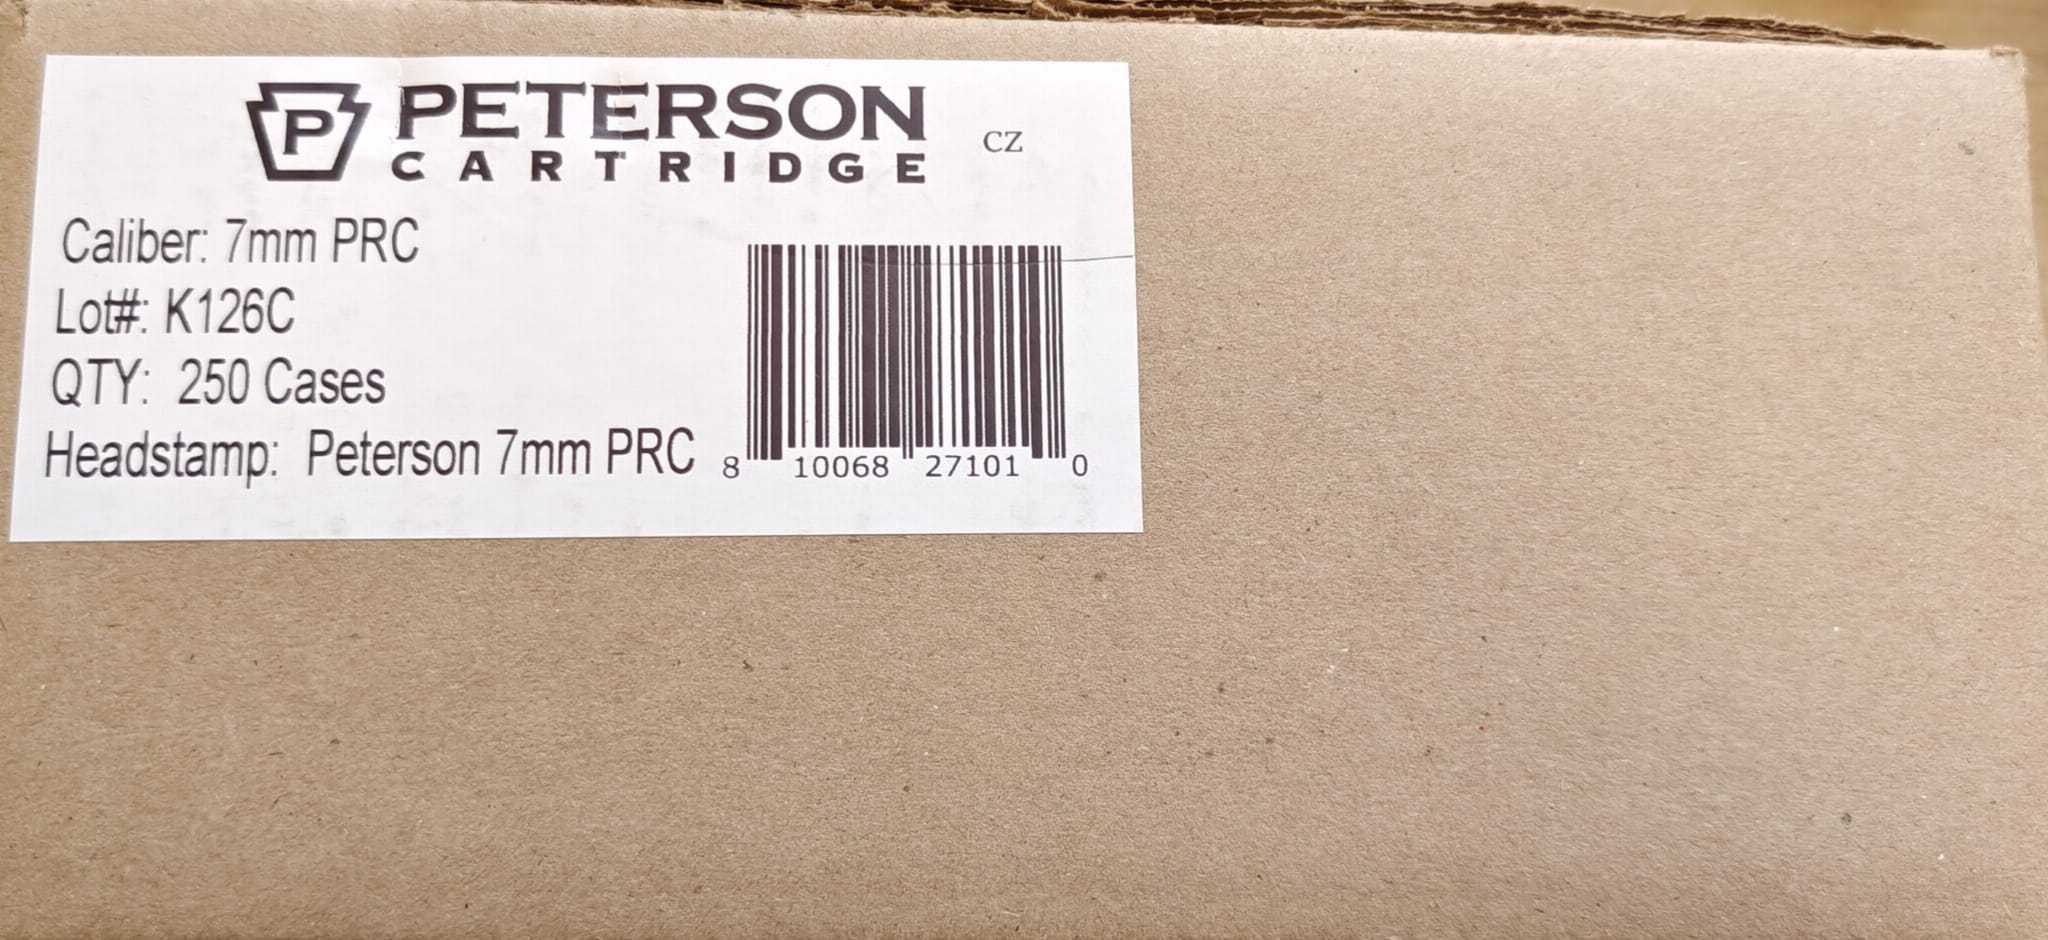 P PETERSON
CARTRIDGE
CZ
Caliber: 7mm PRC
Lot#: K126C
QTY: 250 Cases
Headstamp: Peterson 7mm PRC
8 10068 27101 0